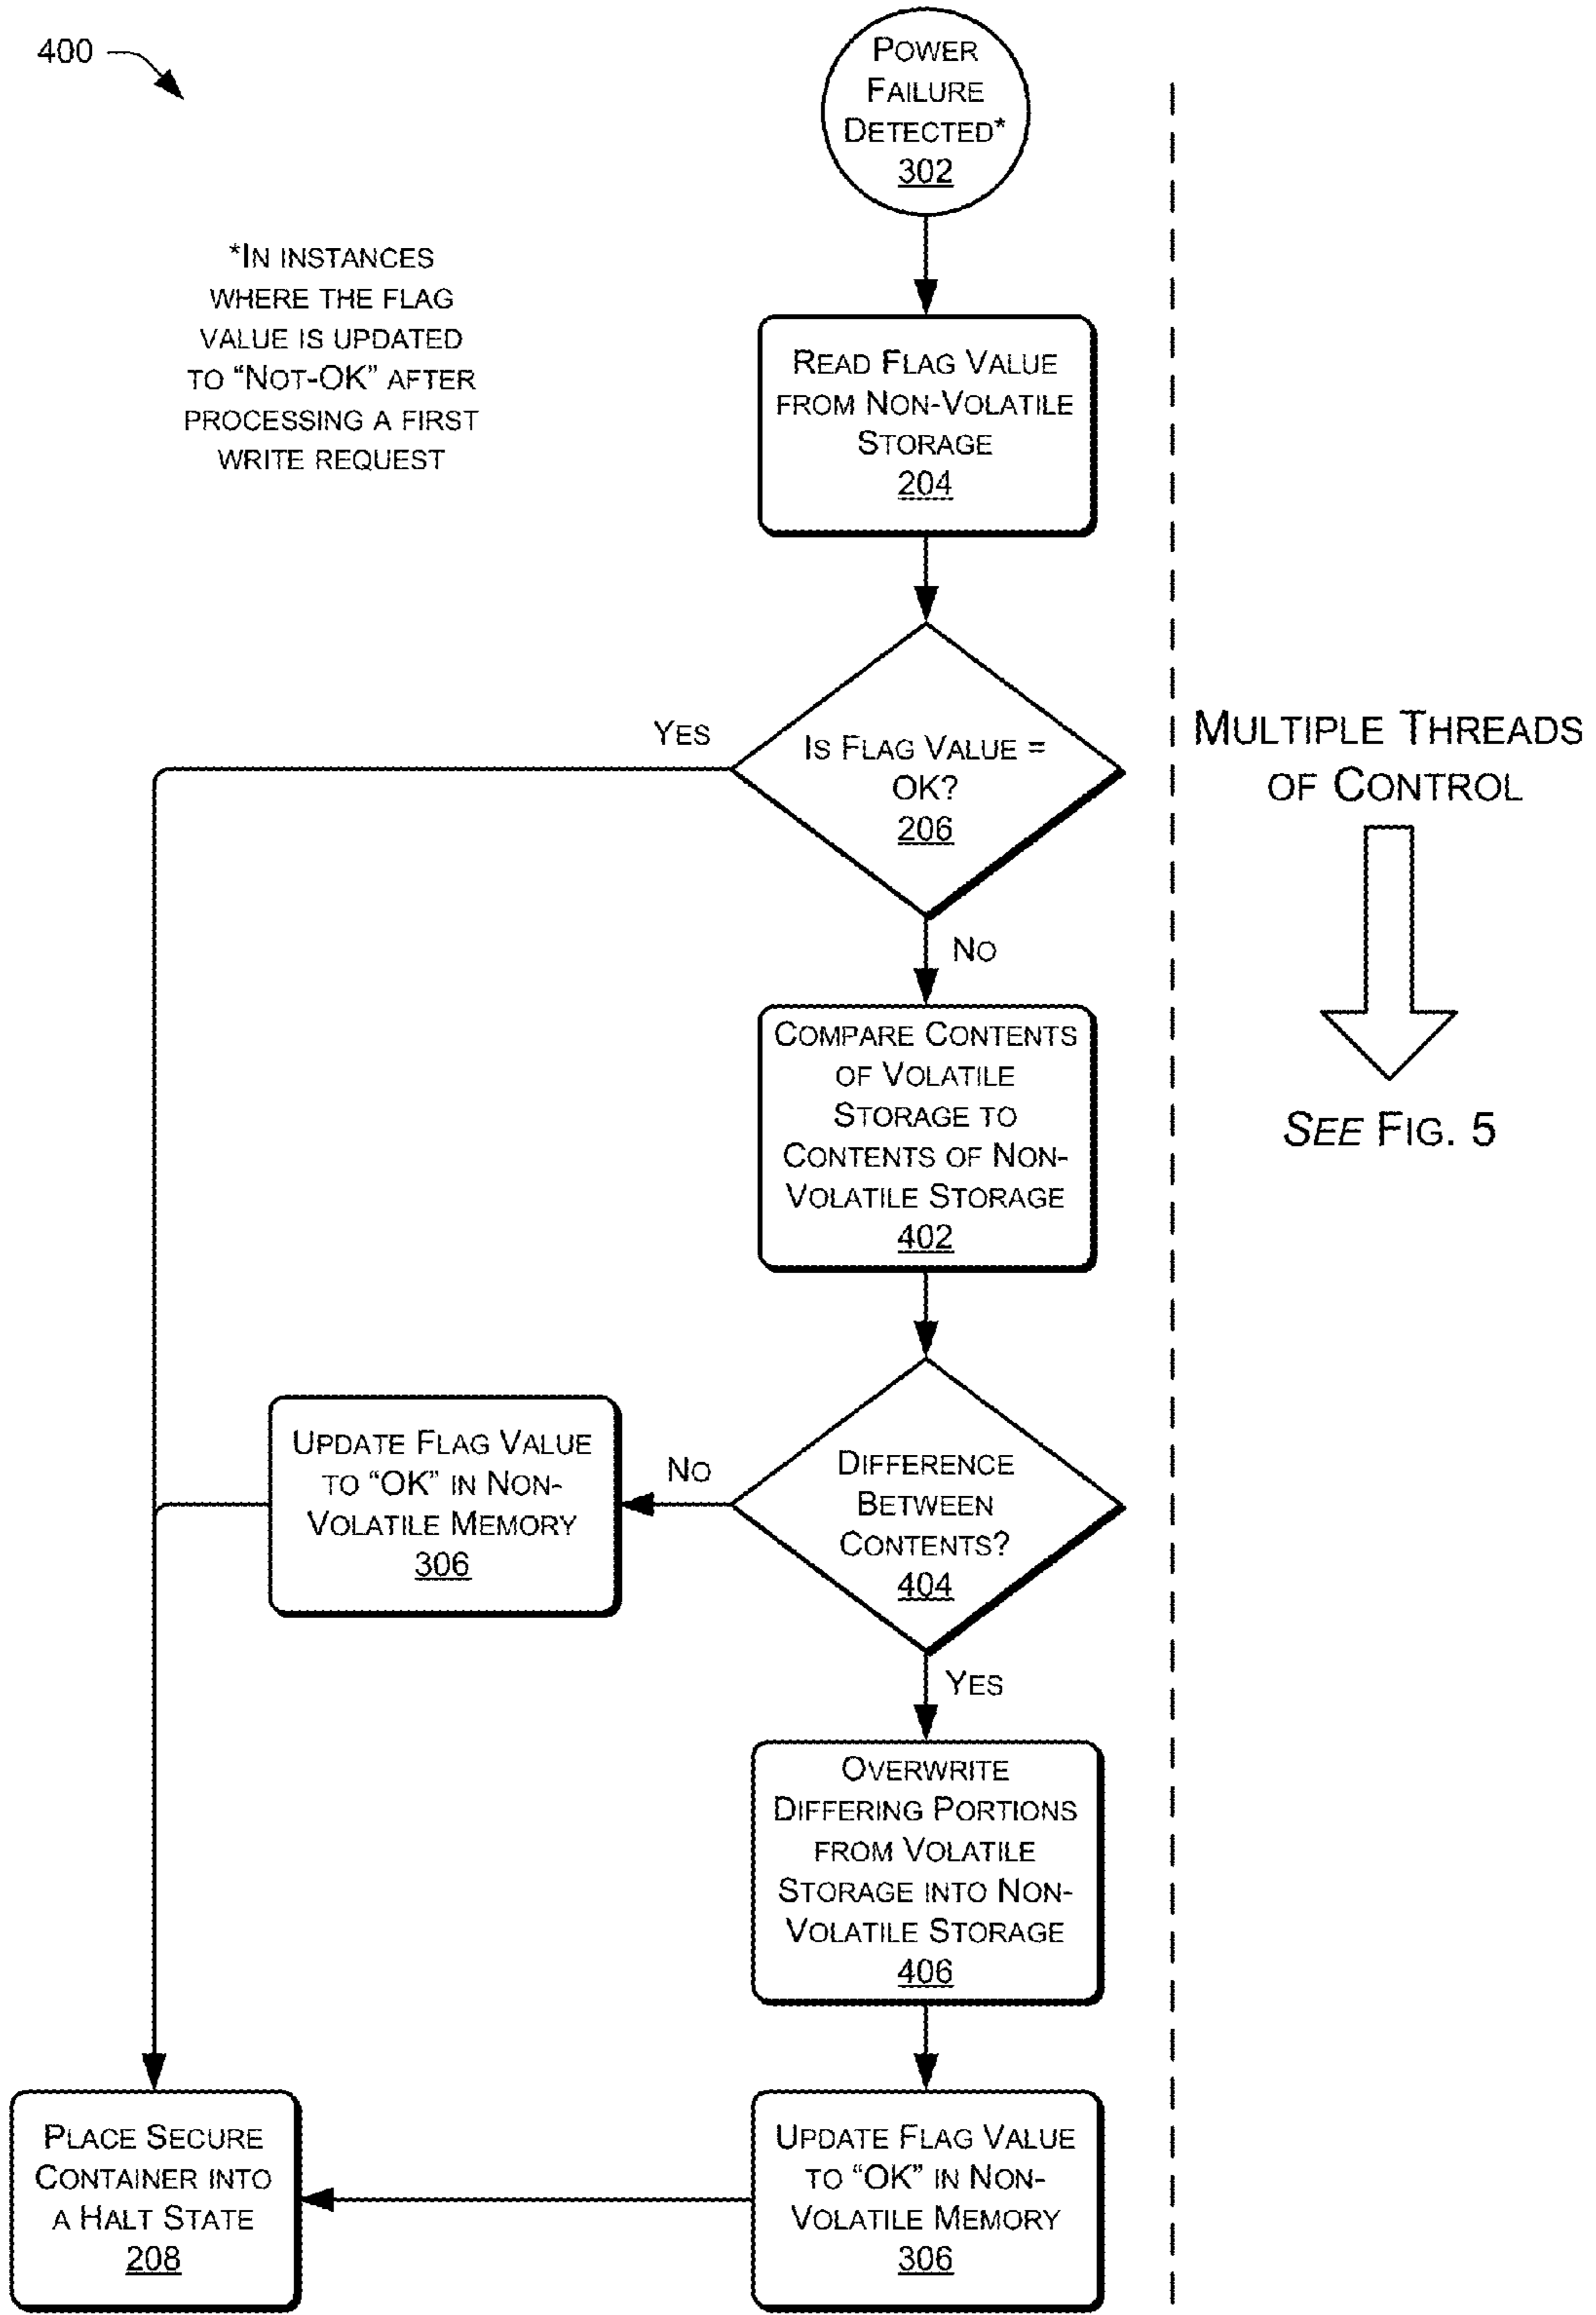 400
POWER
FAILURE
DETECTED*
302
*IN INSTANCES
WHERE THE FLAG
VALUE IS UPDATED
TO “NOT-OK” AFTER
PROCESSING A FIRST
WRITE REQUEST
READ FLAG VALUE
FROM NON-VOLATILE
STORAGE
204
YES
IS FLAG VALUE =
OK?
206
MULTIPLE THREADS
OF CONTROL
SEE FIG. 5
NO
COMPARE CONTENTS
OF VOLATILE
STORAGE TO
CONTENTS OF NON-
VOLATILE STORAGE
402
DIFFERENCE
BETWEEN
CONTENTS?
404
NO
UPDATE FLAG VALUE
TO “OK” IN NON-
VOLATILE MEMORY
306
YES
OVERWRITE
DIFFERING PORTIONS
FROM VOLATILE
STORAGE INTO NON-
VOLATILE STORAGE
406
PLACE SECURE
CONTAINER INTO
A HALT STATE
208
UPDATE FLAG VALUE
TO “OK” IN NON-
VOLATILE MEMORY
306